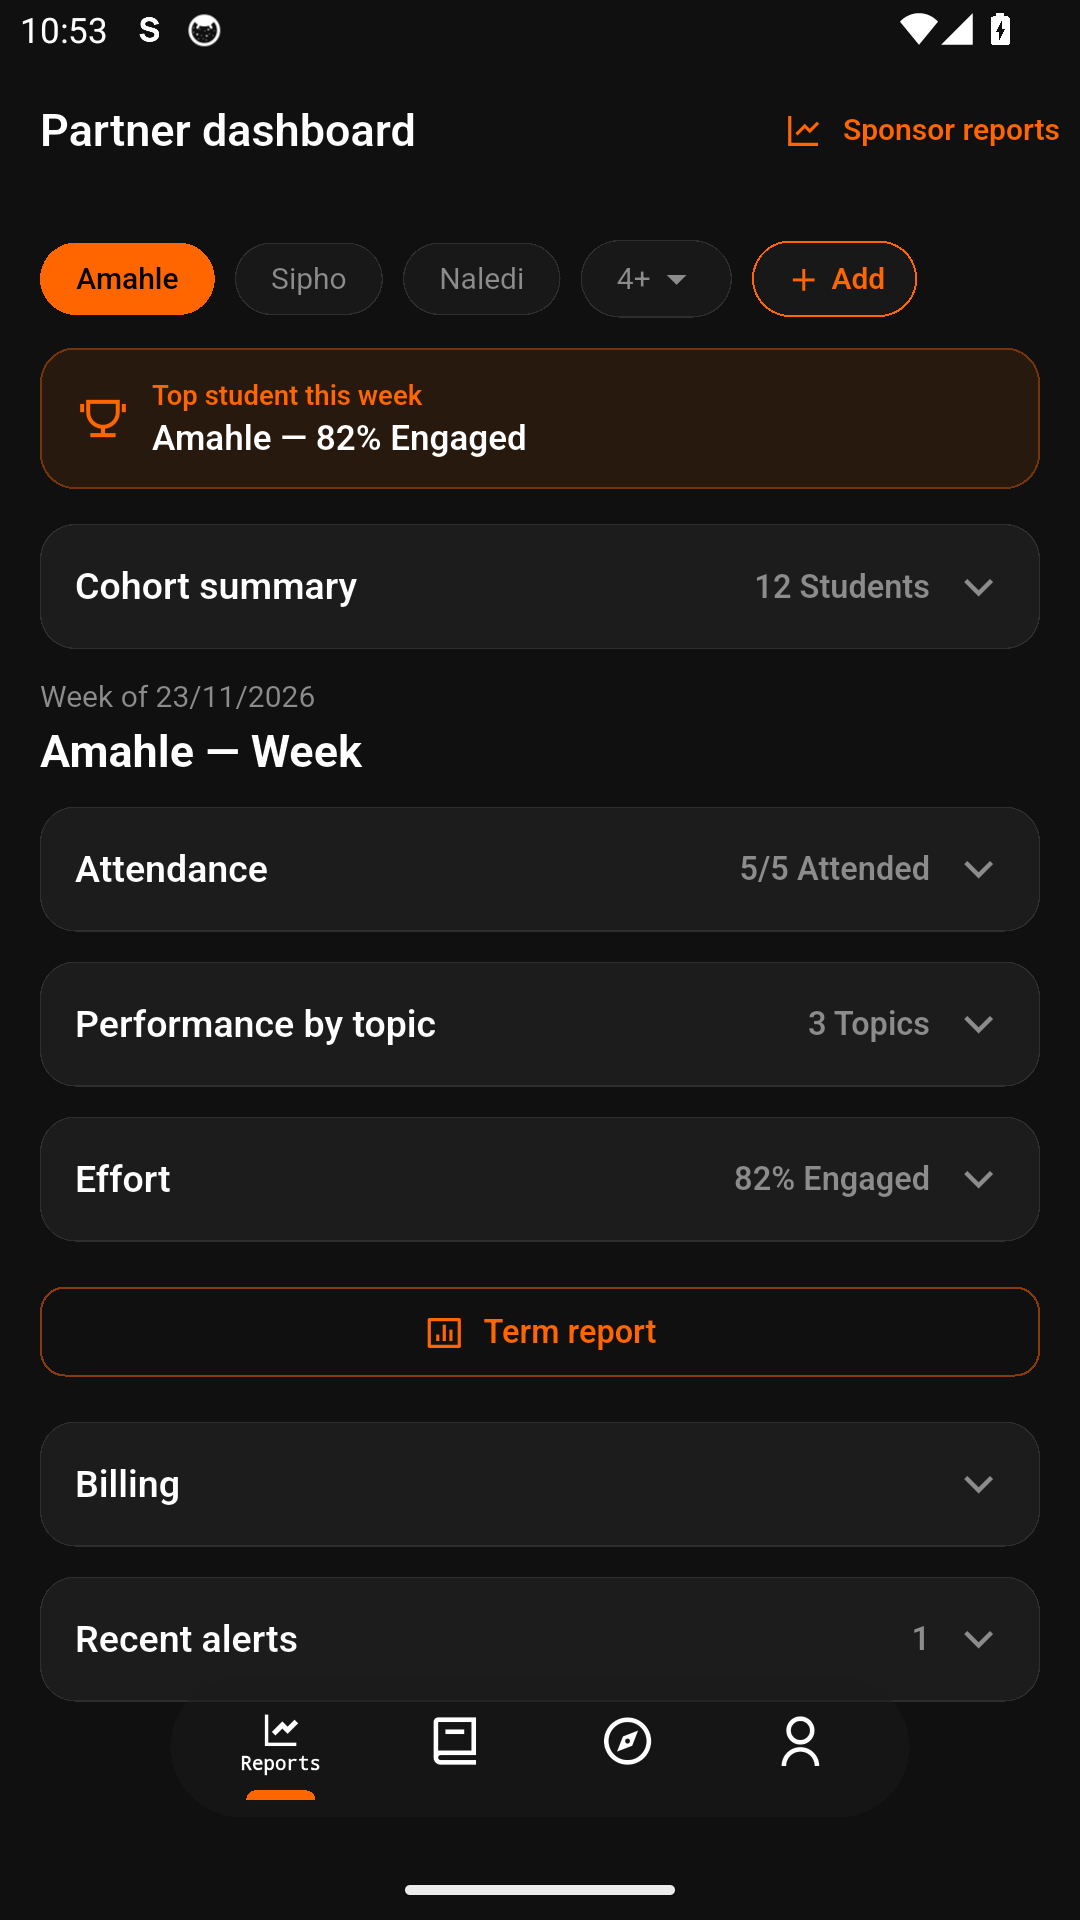 10:53 S
Partner dashboard
Sponsor reports
Amahle
Sipho
Naledi
4+
+ Add
Top student this week
Amahle — 82% Engaged
Cohort summary
12 Students
Week of 23/11/2026
Amahle — Week
Attendance
5/5 Attended
Performance by topic
3 Topics
Effort
82% Engaged
Term report
Billing
Recent alerts
1
Reports